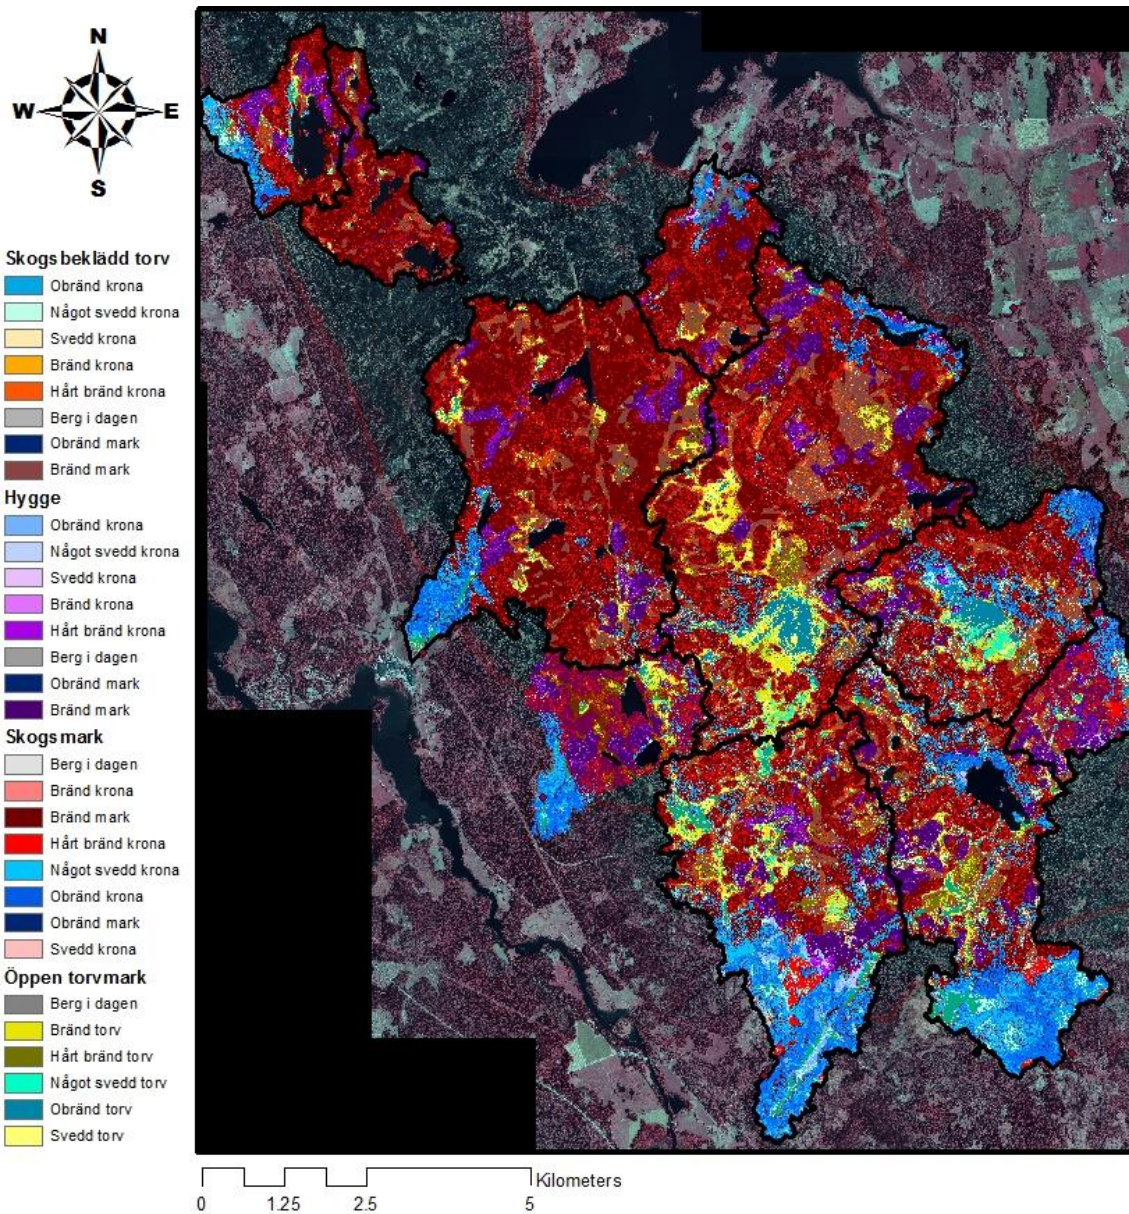 N
W E
S
Skogsbeklädd torv
Obränd krona
Något svedd krona
Svedd krona
Bränd krona
Hårt bränd krona
Berg i dagen
Obränd mark
Bränd mark
Hygge
Obränd krona
Något svedd krona
Svedd krona
Bränd krona
Hårt bränd krona
Berg i dagen
Obränd mark
Bränd mark
Skogsmark
Berg i dagen
Bränd krona
Bränd mark
Hårt bränd krona
Något svedd krona
Obränd krona
Obränd mark
Svedd krona
Öppen torvmark
Berg i dagen
Bränd torv
Hårt bränd torv
Något svedd torv
Obränd torv
Svedd torv
Kilometers
0 1.25 2.5 5